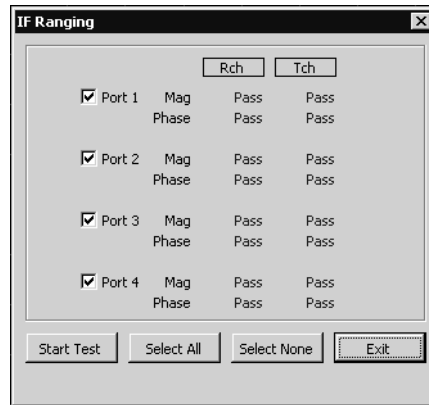 IF Ranging
Rch Tch
Port 1 Mag Pass Pass
Phase Pass Pass
Port 2 Mag Pass Pass
Phase Pass Pass
Port 3 Mag Pass Pass
Phase Pass Pass
Port 4 Mag Pass Pass
Phase Pass Pass
Start Test Select All Select None Exit